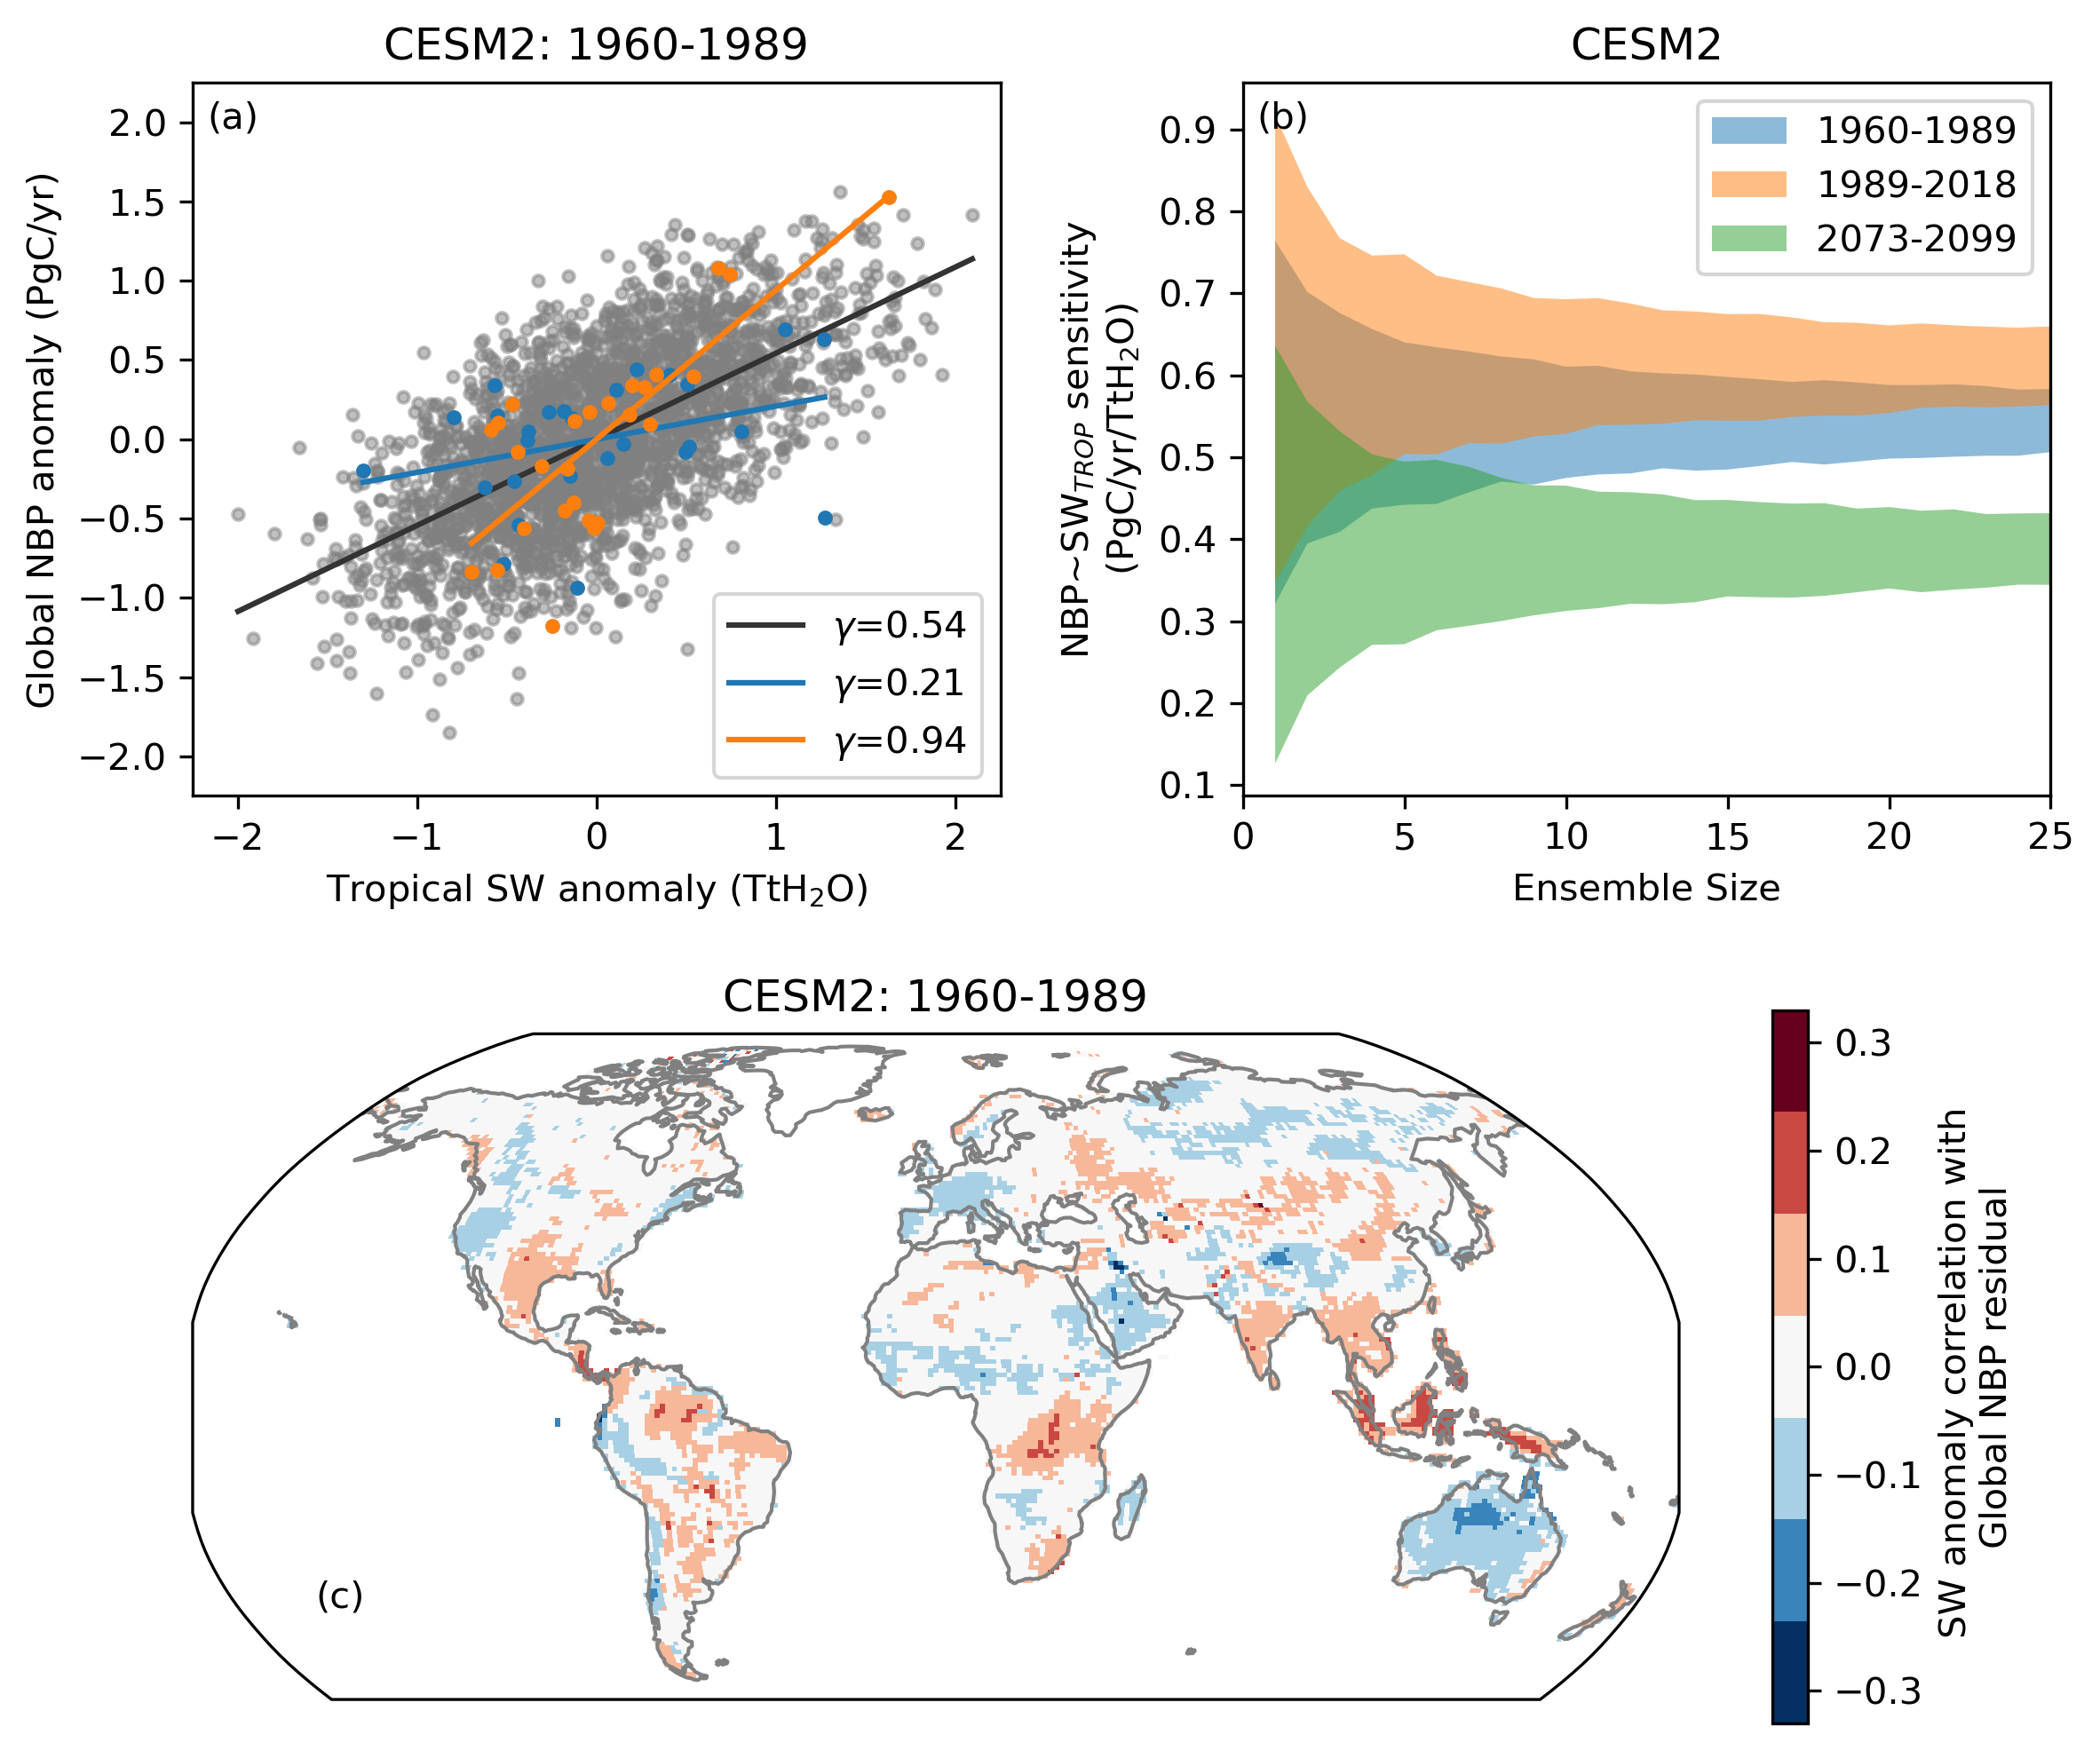 CESM2: 1960-1989
(a)
Global NBP anomaly (PgC/yr)
2.0
1.5
1.0
0.5
0.0
−0.5
−1.0
−1.5
−2.0
γ=0.54
γ=0.21
γ=0.94
−2
−1
0
1
2
Tropical SW anomaly (TtH₂O)
CESM2
(b)
NBP~SW_TROP sensitivity
(PgC/yr/TtH₂O)
0.9
0.8
0.7
0.6
0.5
0.4
0.3
0.2
0.1
1960-1989
1989-2018
2073-2099
0
5
10
15
20
25
Ensemble Size
CESM2: 1960-1989
(c)
0.3
0.2
0.1
0.0
−0.1
−0.2
−0.3
SW anomaly correlation with
Global NBP residual